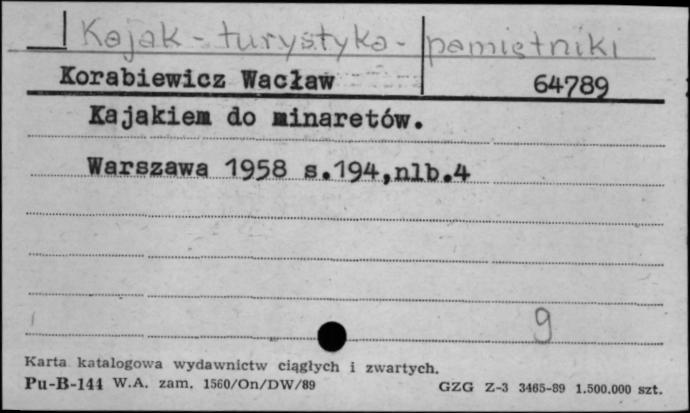 Kajak - turystyka - pamiętniki
Korabiewicz Wacław 64789
Kajakiem do minaretów.
Warszawa 1958 s.194,nlb.4
9
Karta katalogowa wydawnictw ciągłych i zwartych.
Pu-B-144 W.A. zam. 1560/On/DW/89 GZG Z-3 3465-89 1.500.000 szt.